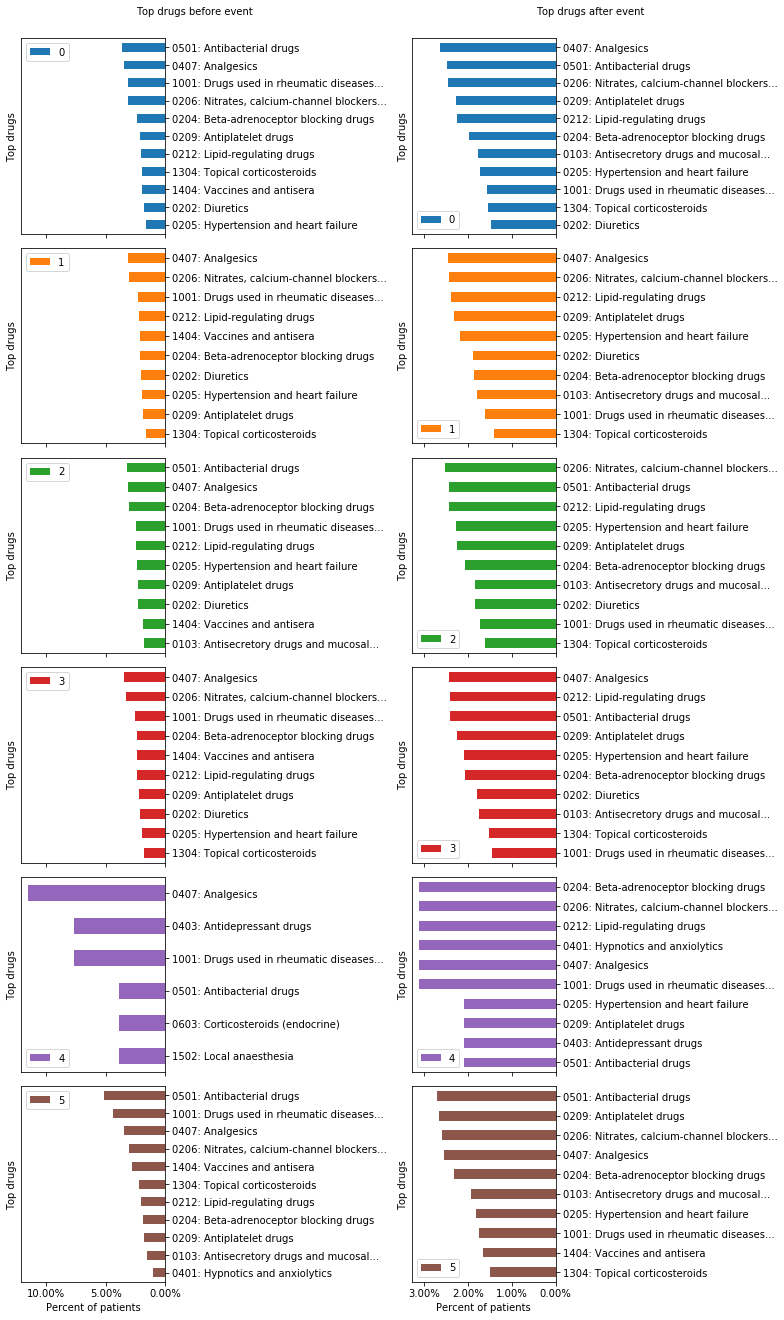 Top drugs before event
Top drugs after event
Top drugs
0
0501: Antibacterial drugs
0407: Analgesics
1001: Drugs used in rheumatic diseases...
0206: Nitrates, calcium-channel blockers...
0204: Beta-adrenoceptor blocking drugs
0209: Antiplatelet drugs
0212: Lipid-regulating drugs
1304: Topical corticosteroids
1404: Vaccines and antisera
0202: Diuretics
0205: Hypertension and heart failure
Top drugs
0
0407: Analgesics
0501: Antibacterial drugs
0206: Nitrates, calcium-channel blockers...
0209: Antiplatelet drugs
0212: Lipid-regulating drugs
0204: Beta-adrenoceptor blocking drugs
0103: Antisecretory drugs and mucosal...
0205: Hypertension and heart failure
1001: Drugs used in rheumatic diseases...
1304: Topical corticosteroids
0202: Diuretics
Top drugs
1
0407: Analgesics
0206: Nitrates, calcium-channel blockers...
1001: Drugs used in rheumatic diseases...
0212: Lipid-regulating drugs
1404: Vaccines and antisera
0204: Beta-adrenoceptor blocking drugs
0202: Diuretics
0205: Hypertension and heart failure
0209: Antiplatelet drugs
1304: Topical corticosteroids
Top drugs
1
0407: Analgesics
0206: Nitrates, calcium-channel blockers...
0212: Lipid-regulating drugs
0209: Antiplatelet drugs
0205: Hypertension and heart failure
0202: Diuretics
0204: Beta-adrenoceptor blocking drugs
0103: Antisecretory drugs and mucosal...
1001: Drugs used in rheumatic diseases...
1304: Topical corticosteroids
Top drugs
2
0501: Antibacterial drugs
0407: Analgesics
0204: Beta-adrenoceptor blocking drugs
1001: Drugs used in rheumatic diseases...
0212: Lipid-regulating drugs
0205: Hypertension and heart failure
0209: Antiplatelet drugs
0202: Diuretics
1404: Vaccines and antisera
0103: Antisecretory drugs and mucosal...
Top drugs
2
0206: Nitrates, calcium-channel blockers...
0501: Antibacterial drugs
0212: Lipid-regulating drugs
0205: Hypertension and heart failure
0209: Antiplatelet drugs
0204: Beta-adrenoceptor blocking drugs
0103: Antisecretory drugs and mucosal...
0202: Diuretics
1001: Drugs used in rheumatic diseases...
1304: Topical corticosteroids
Top drugs
3
0407: Analgesics
0206: Nitrates, calcium-channel blockers...
1001: Drugs used in rheumatic diseases...
0204: Beta-adrenoceptor blocking drugs
1404: Vaccines and antisera
0212: Lipid-regulating drugs
0209: Antiplatelet drugs
0202: Diuretics
0205: Hypertension and heart failure
1304: Topical corticosteroids
Top drugs
3
0407: Analgesics
0212: Lipid-regulating drugs
0501: Antibacterial drugs
0209: Antiplatelet drugs
0205: Hypertension and heart failure
0204: Beta-adrenoceptor blocking drugs
0202: Diuretics
0103: Antisecretory drugs and mucosal...
1304: Topical corticosteroids
1001: Drugs used in rheumatic diseases...
Top drugs
4
0407: Analgesics
0403: Antidepressant drugs
1001: Drugs used in rheumatic diseases...
0501: Antibacterial drugs
0603: Corticosteroids (endocrine)
1502: Local anaesthesia
Top drugs
4
0204: Beta-adrenoceptor blocking drugs
0206: Nitrates, calcium-channel blockers...
0212: Lipid-regulating drugs
0401: Hypnotics and anxiolytics
0407: Analgesics
1001: Drugs used in rheumatic diseases...
0205: Hypertension and heart failure
0209: Antiplatelet drugs
0403: Antidepressant drugs
0501: Antibacterial drugs
Top drugs
5
0501: Antibacterial drugs
1001: Drugs used in rheumatic diseases...
0407: Analgesics
0206: Nitrates, calcium-channel blockers...
1404: Vaccines and antisera
1304: Topical corticosteroids
0212: Lipid-regulating drugs
0204: Beta-adrenoceptor blocking drugs
0209: Antiplatelet drugs
0103: Antisecretory drugs and mucosal...
0401: Hypnotics and anxiolytics
10.00% 5.00% 0.00%
Percent of patients
Top drugs
5
0501: Antibacterial drugs
0209: Antiplatelet drugs
0206: Nitrates, calcium-channel blockers...
0407: Analgesics
0204: Beta-adrenoceptor blocking drugs
0103: Antisecretory drugs and mucosal...
0205: Hypertension and heart failure
1001: Drugs used in rheumatic diseases...
1404: Vaccines and antisera
1304: Topical corticosteroids
3.00% 2.00% 1.00% 0.00%
Percent of patients